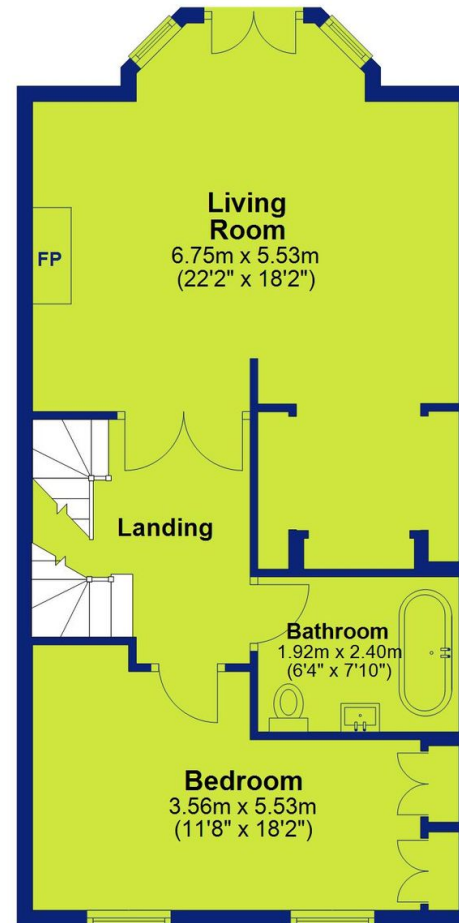 Living
Room
6.75m x 5.53m
(22'2" x 18'2")
FP
Landing
Bathroom
1.92m x 2.40m
(6'4" x 7'10")
Bedroom
3.56m x 5.53m
(11'8" x 18'2")